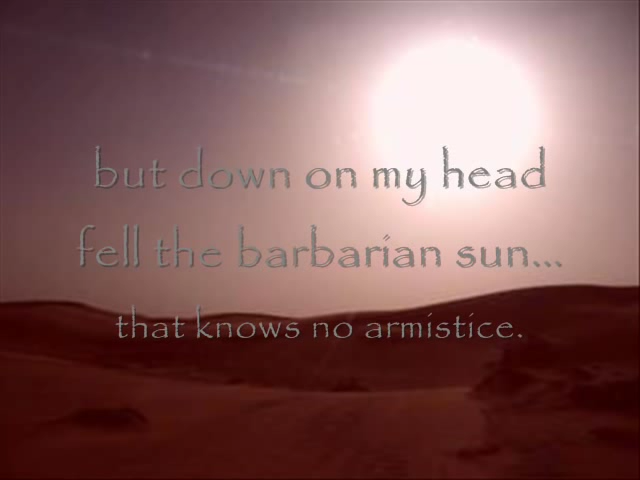 but down on my head
fell the barbarian sun...
that knows no armistice.